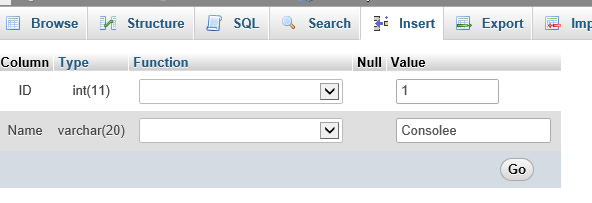 Browse Structure SQL Search Insert Export Imp
Column Type Function Null Value
ID int(11) 1
Name varchar(20) Consolee
Go